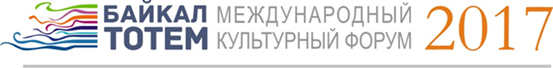 БАЙКАЛ ТОТЕМ
МЕЖДУНАРОДНЫЙ КУЛЬТУРНЫЙ ФОРУМ
2017